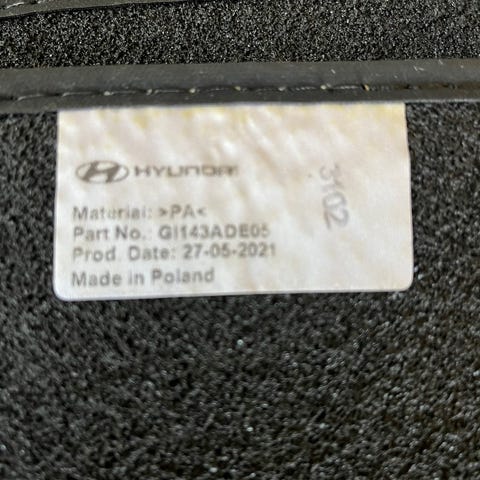 HYUNDAI
Material: >PA<
Part No.: GI143ADE05
Prod. Date: 27-05-2021
Made in Poland
3102